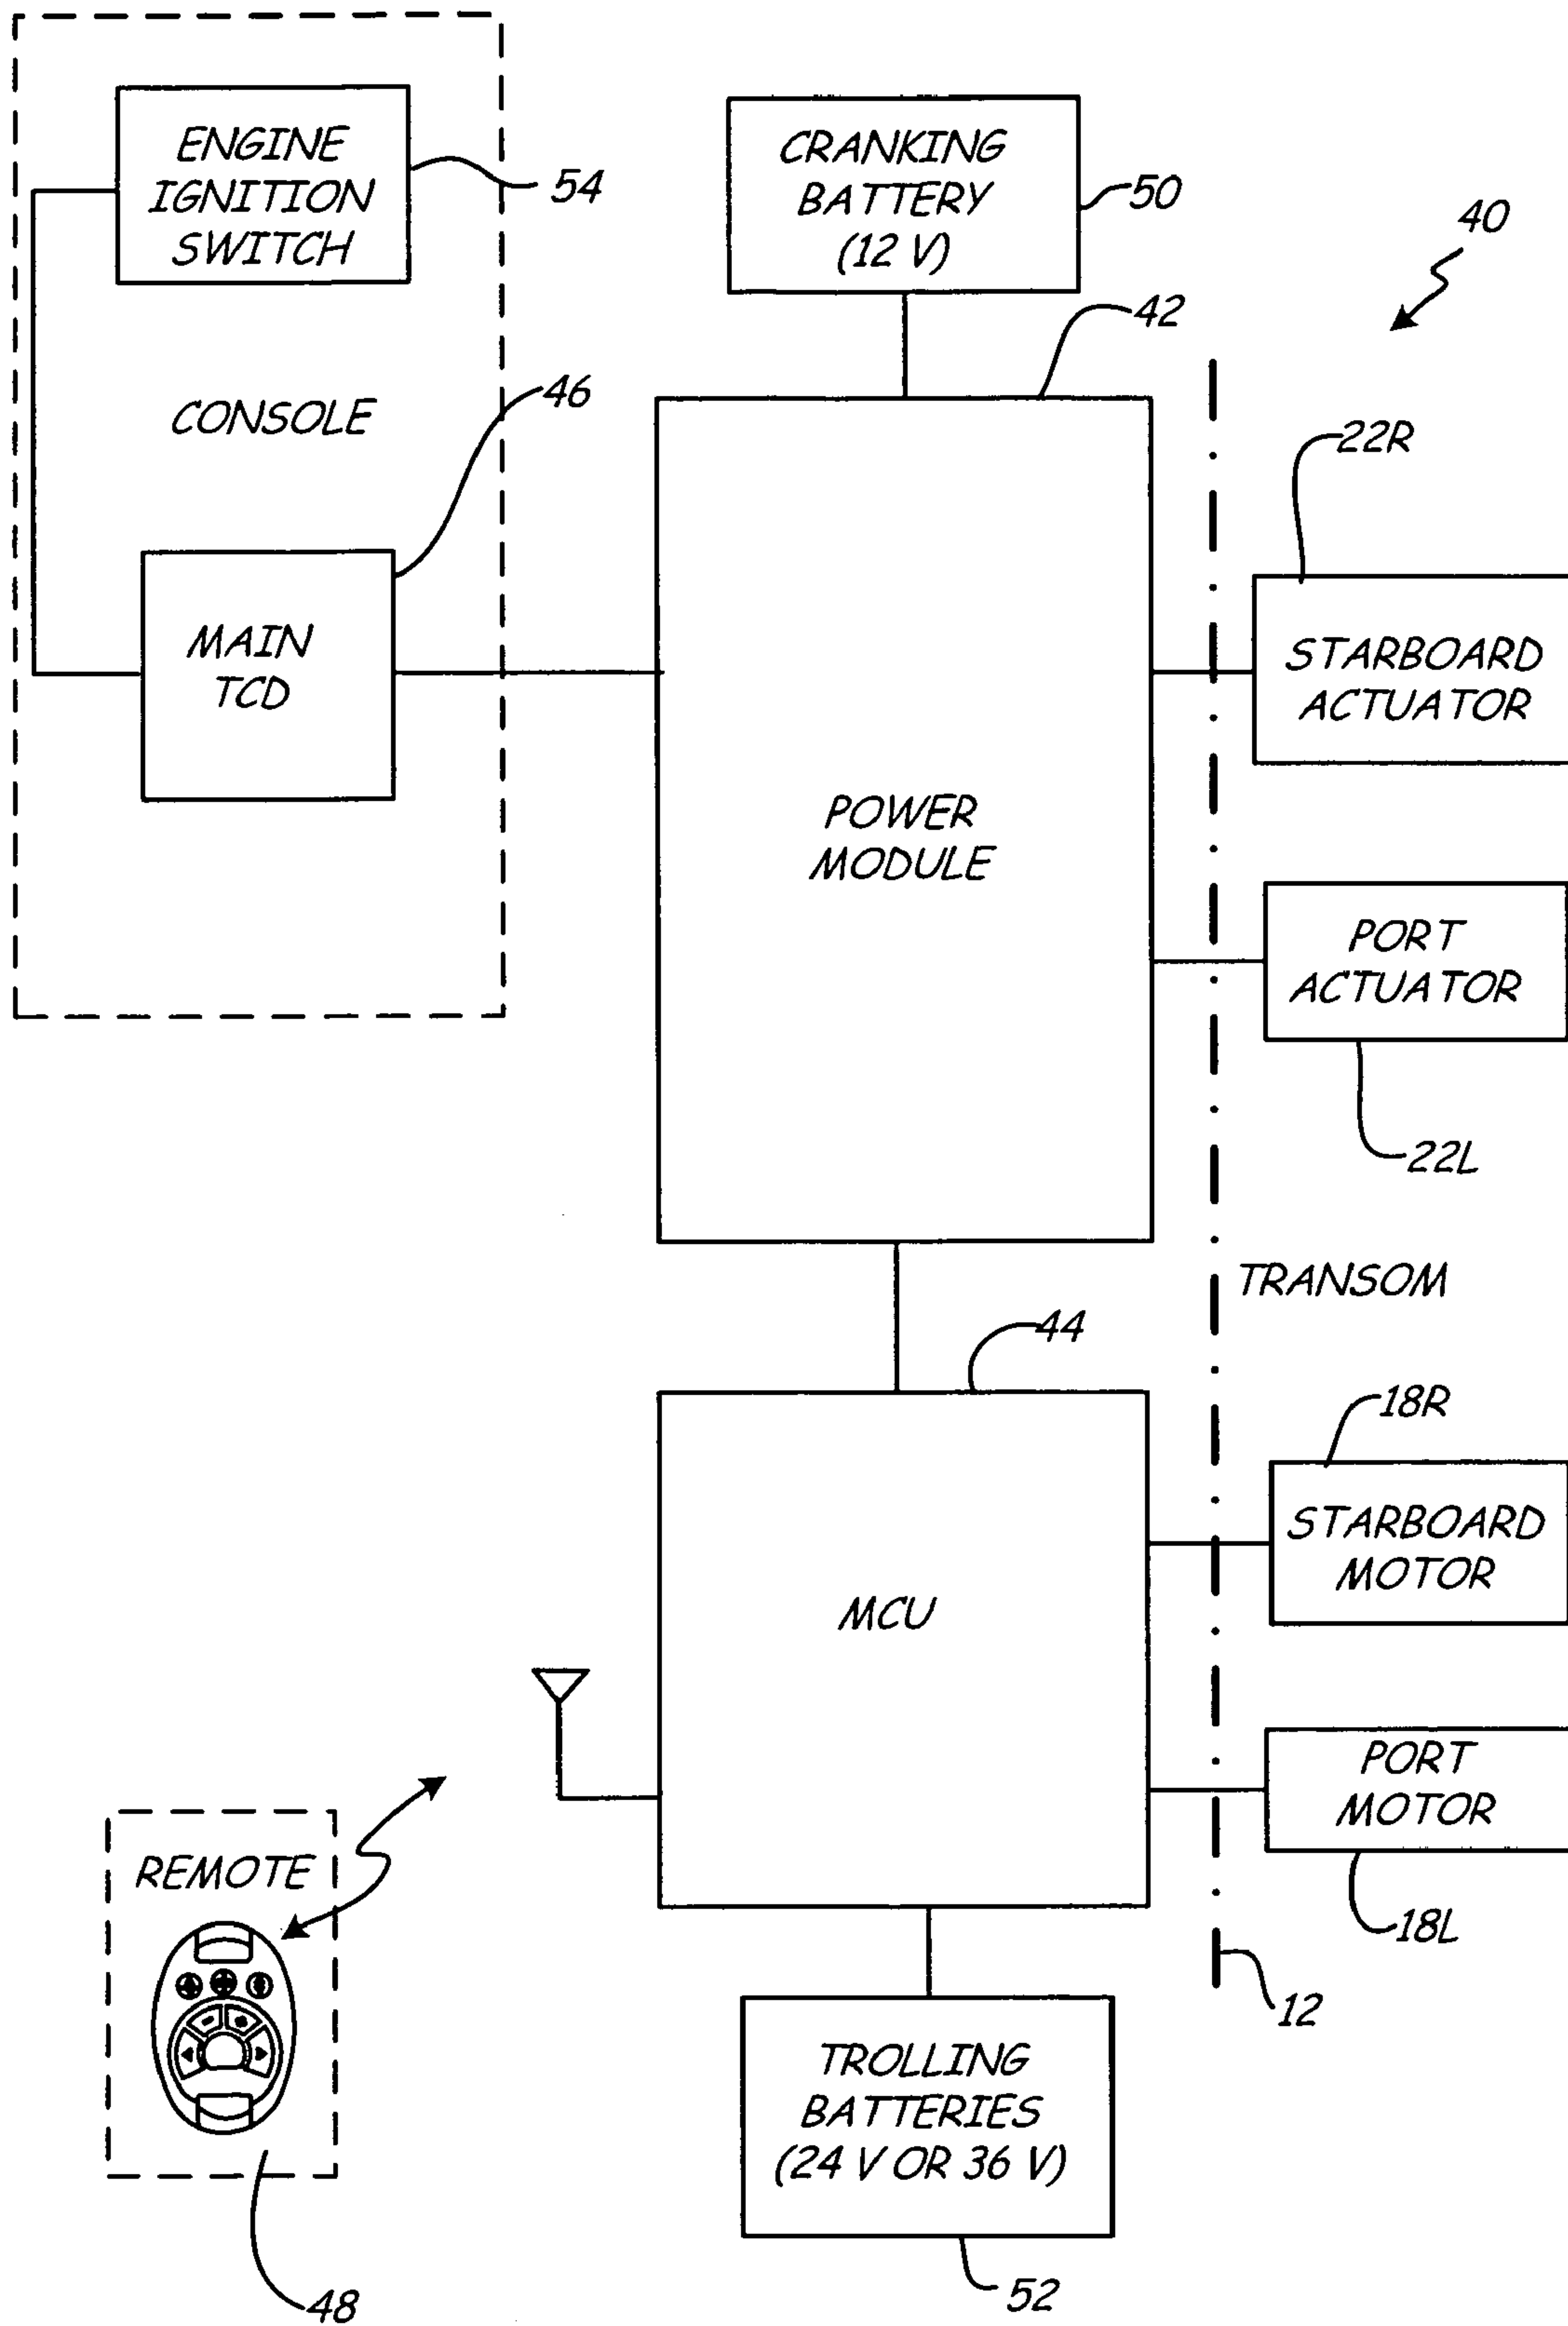 ENGINE
IGNITION
SWITCH
54
CRANKING
BATTERY
(12 V)
50
40
42
CONSOLE
46
22R
MAIN
TCD
STARBOARD
ACTUATOR
POWER
MODULE
PORT
ACTUATOR
22L
TRANSOM
44
18R
STARBOARD
MOTOR
MCU
PORT
MOTOR
REMOTE
18L
12
TROLLING
BATTERIES
(24 V OR 36 V)
52
48